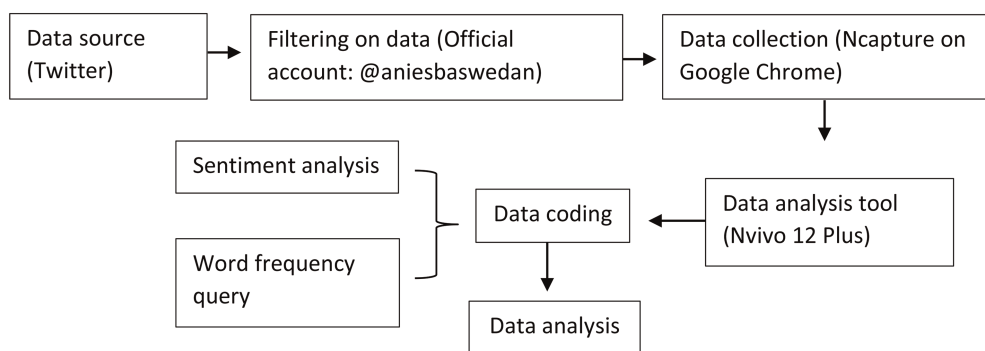 Data source
(Twitter)
Filtering on data (Official
account: @aniesbaswedan)
Data collection (Ncapture on
Google Chrome)
Data analysis tool
(Nvivo 12 Plus)
Data coding
Sentiment analysis
Word frequency
query
Data analysis